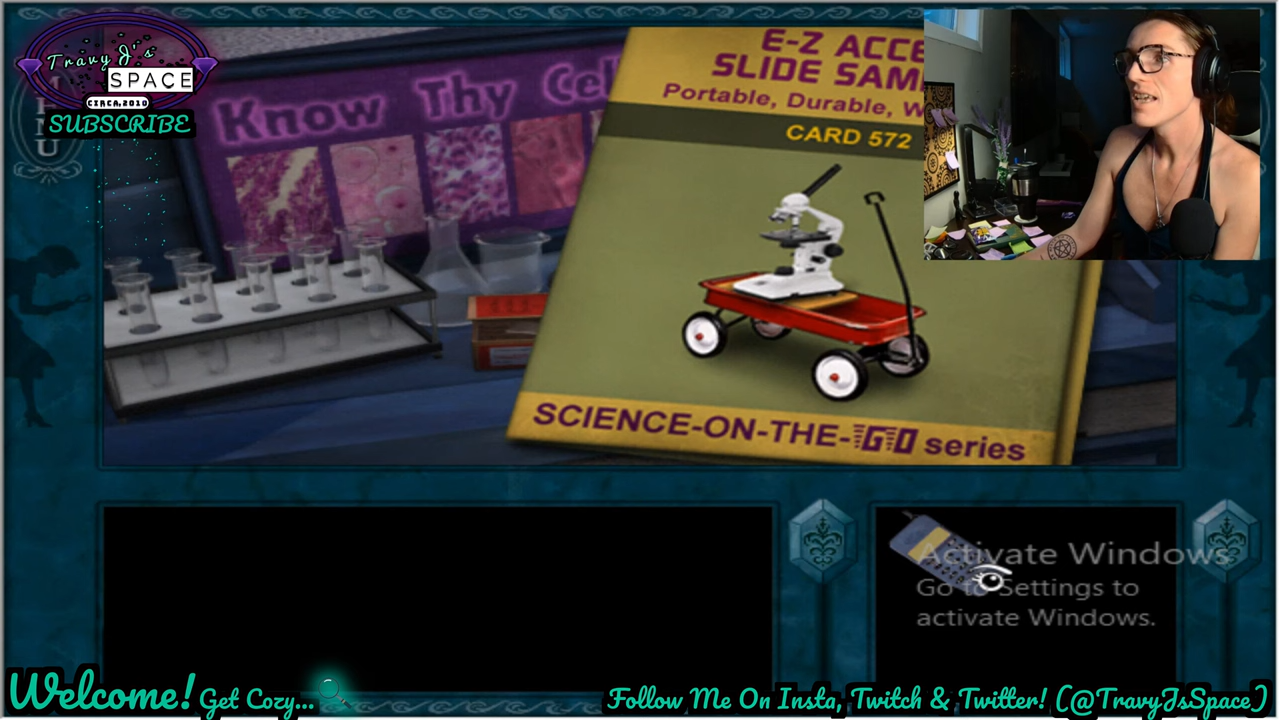 Travy J's
SPACE
CIRCA.2010
SUBSCRIBE
MENU
Know Thy Cel
E-Z ACCE
SLIDE SAM
Portable, Durable, W
CARD 572
SCIENCE-ON-THE-GO series
Activate Windows
Go to Settings to
activate Windows.
Welcome! Get Cozy...
Follow Me On Insta, Twitch & Twitter! (@TravyJsSpace)